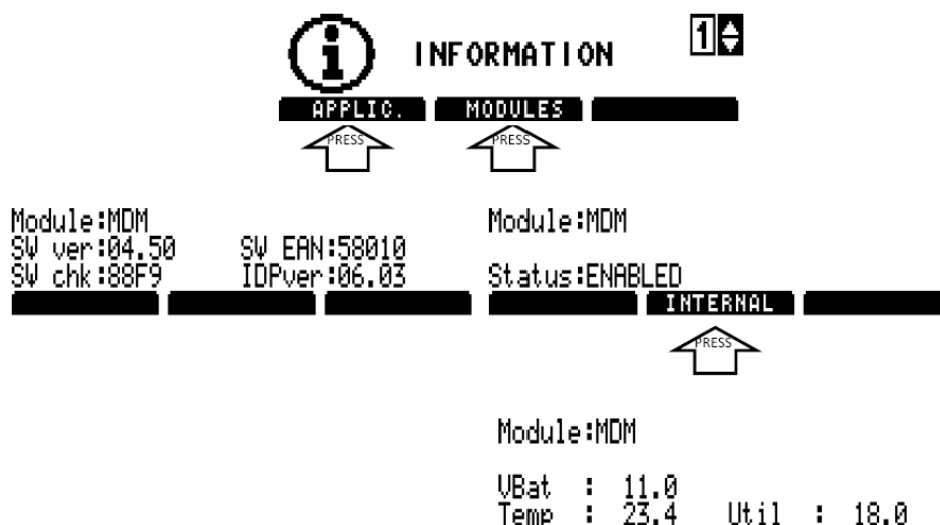 INFORMATION 1
APPLIC. MODULES
PRESS PRESS
Module:MDM
SW ver:04.50 SW EAN:58010
SW chk:88F9 IDPver:06.03
Module:MDM
Status:ENABLED
INTERNAL
PRESS
Module:MDM
VBat : 11.0
Temp : 23.4 Util : 18.0